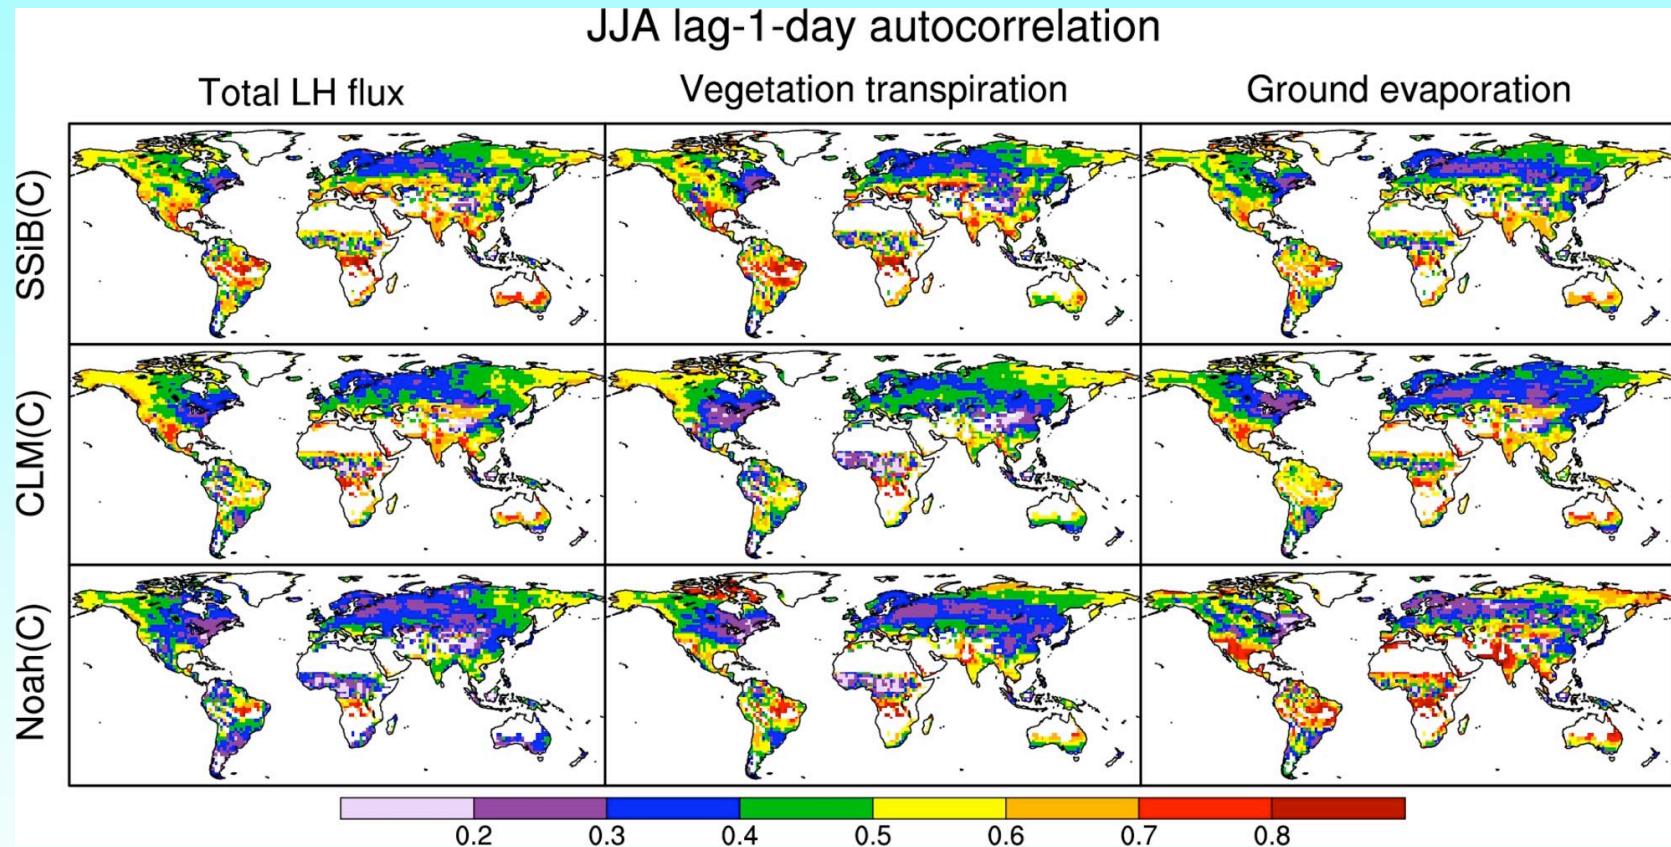 JJA lag-1-day autocorrelation
Total LH flux
Vegetation transpiration
Ground evaporation
SSiB(C)
CLM(C)
Noah(C)
0.2 0.3 0.4 0.5 0.6 0.7 0.8